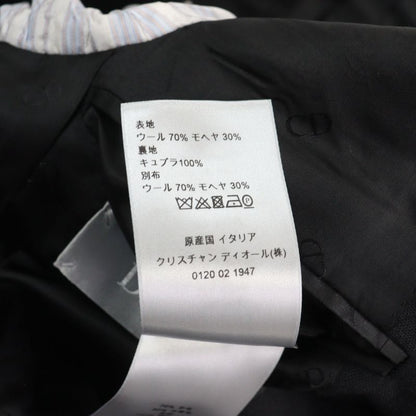 表地
ウール 70% モヘヤ 30%
裏地
キュプラ100%
別布
ウール 70% モヘヤ 30%
原産国 イタリア
クリスチャン ディオール(株)
0120 02 1947
CD